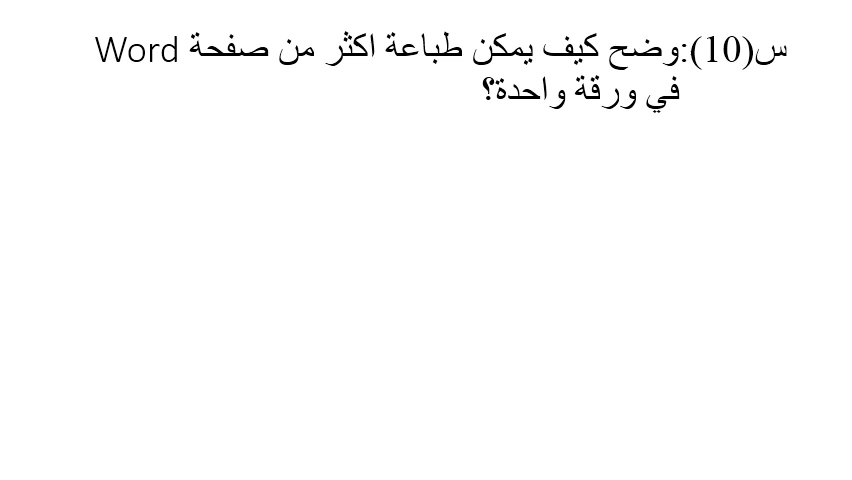 س(10):وضح كيف يمكن طباعة اكثر من صفحة Word
في ورقة واحدة؟